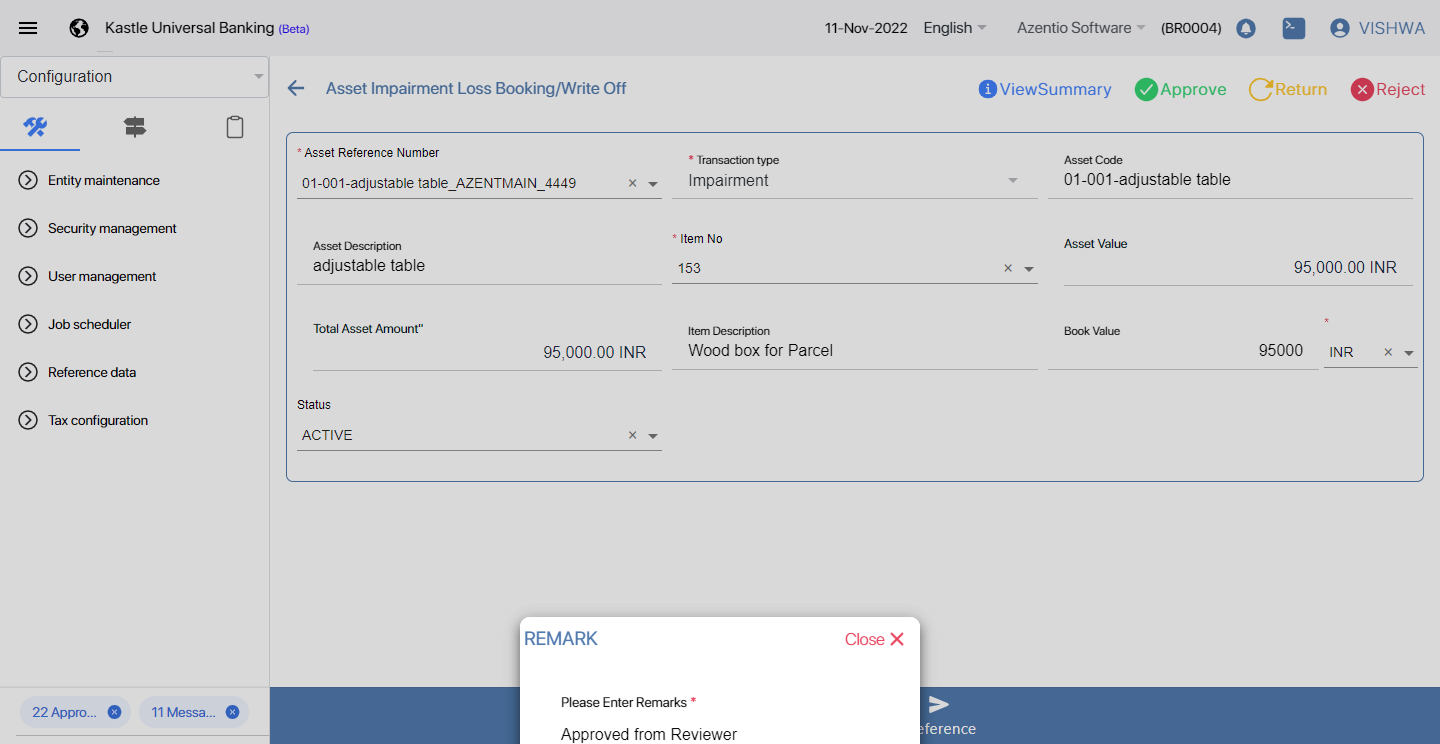 Kastle Universal Banking (Beta)
11-Nov-2022 English Azentio Software (BR0004) VISHWA
Configuration
Entity maintenance
Security management
User management
Job scheduler
Reference data
Tax configuration
22 Appro... 11 Messa...
Asset Impairment Loss Booking/Write Off
ViewSummary Approve Return Reject
* Asset Reference Number
01-001-adjustable table_AZENTMAIN_4449 ×
* Transaction type
Impairment
Asset Code
01-001-adjustable table
Asset Description
adjustable table
* Item No
153 ×
Asset Value
95,000.00 INR
Total Asset Amount"
95,000.00 INR
Item Description
Wood box for Parcel
Book Value
95000
*
INR ×
Status
ACTIVE ×
REMARK Close
Please Enter Remarks *
Approved from Reviewer
eference